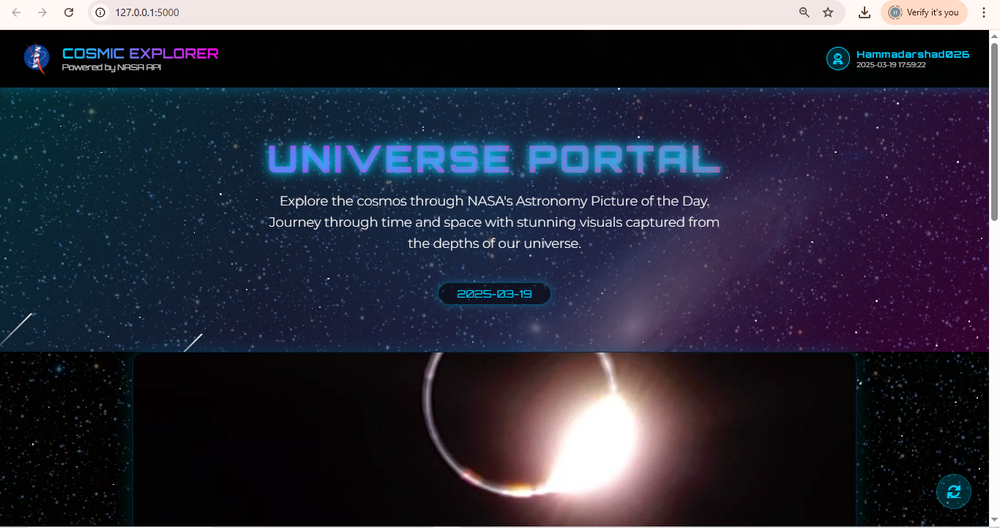 127.0.0.1:5000
H
Verify it's you
NASA
COSMIC EXPLORER
Powered by NASA API
Hammadarshad026
2025-03-19 17:59:22
UNIVERSE PORTAL
Explore the cosmos through NASA's Astronomy Picture of the Day.
Journey through time and space with stunning visuals captured from
the depths of our universe.
2025-03-19